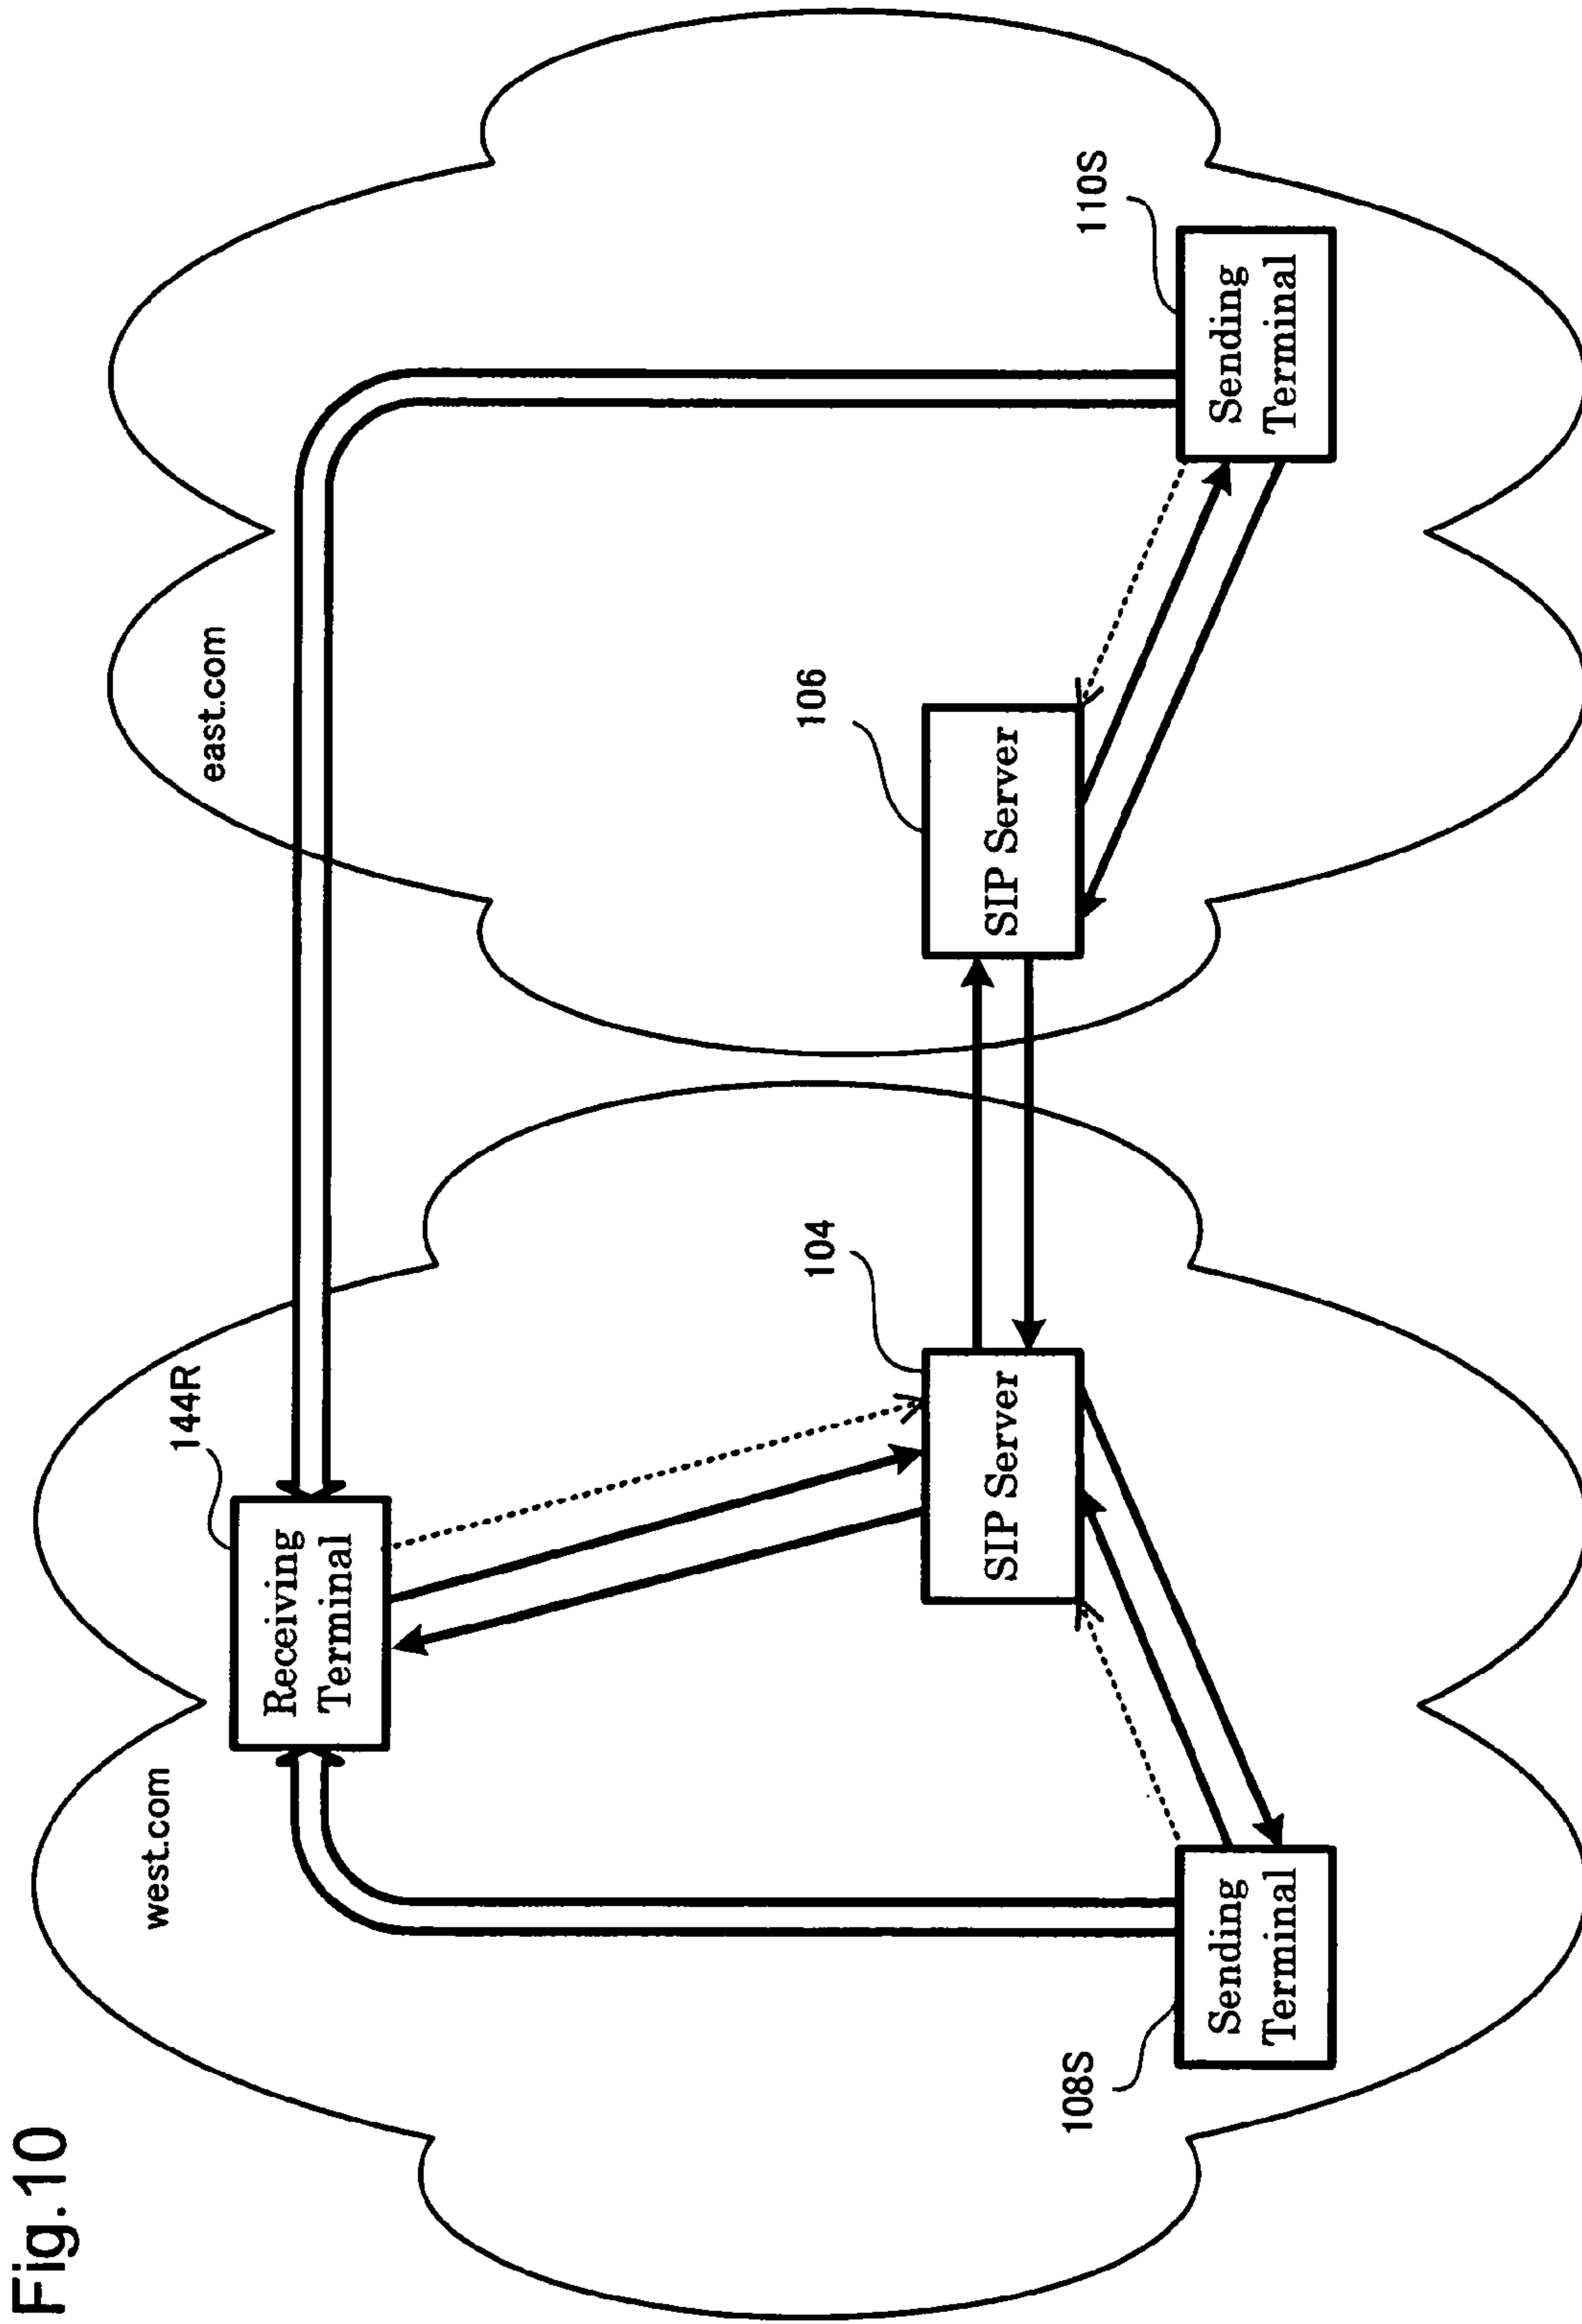 Fig.10
west.com
144R
east.com
Receiving
Terminal
104
106
SIP Server
SIP Server
108S
110S
Sending
Terminal
Sending
Terminal